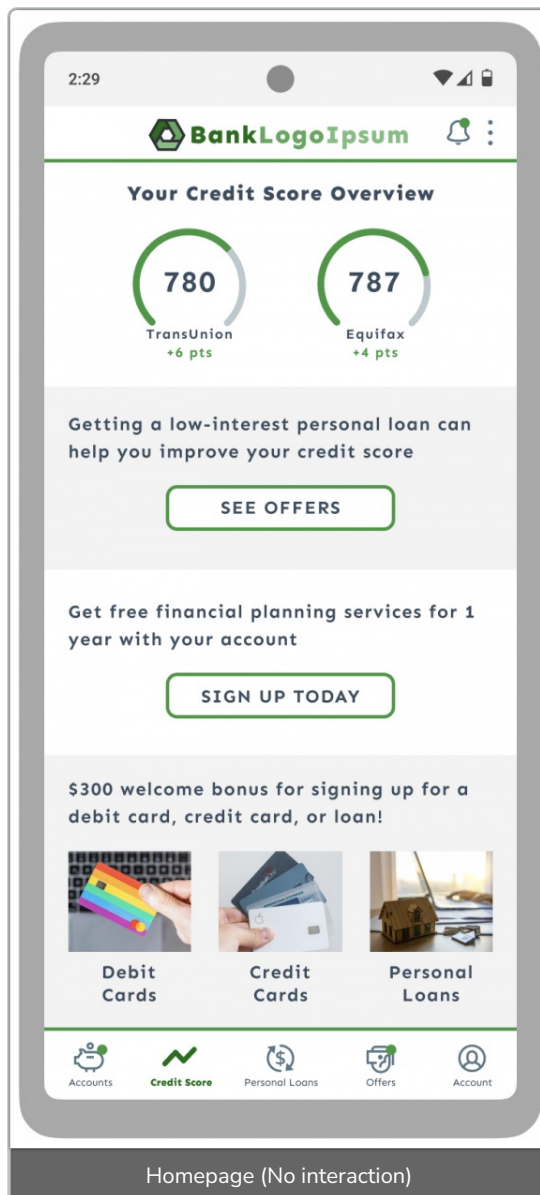 2:29
BankLogoIpsum
Your Credit Score Overview
780
787
TransUnion
Equifax
+6 pts
+4 pts
Getting a low-interest personal loan can
help you improve your credit score
SEE OFFERS
Get free financial planning services for 1
year with your account
SIGN UP TODAY
$300 welcome bonus for signing up for a
debit card, credit card, or loan!
Debit
Cards
Credit
Cards
Personal
Loans
Accounts
Credit Score
Personal Loans
Offers
Account
Homepage (No interaction)